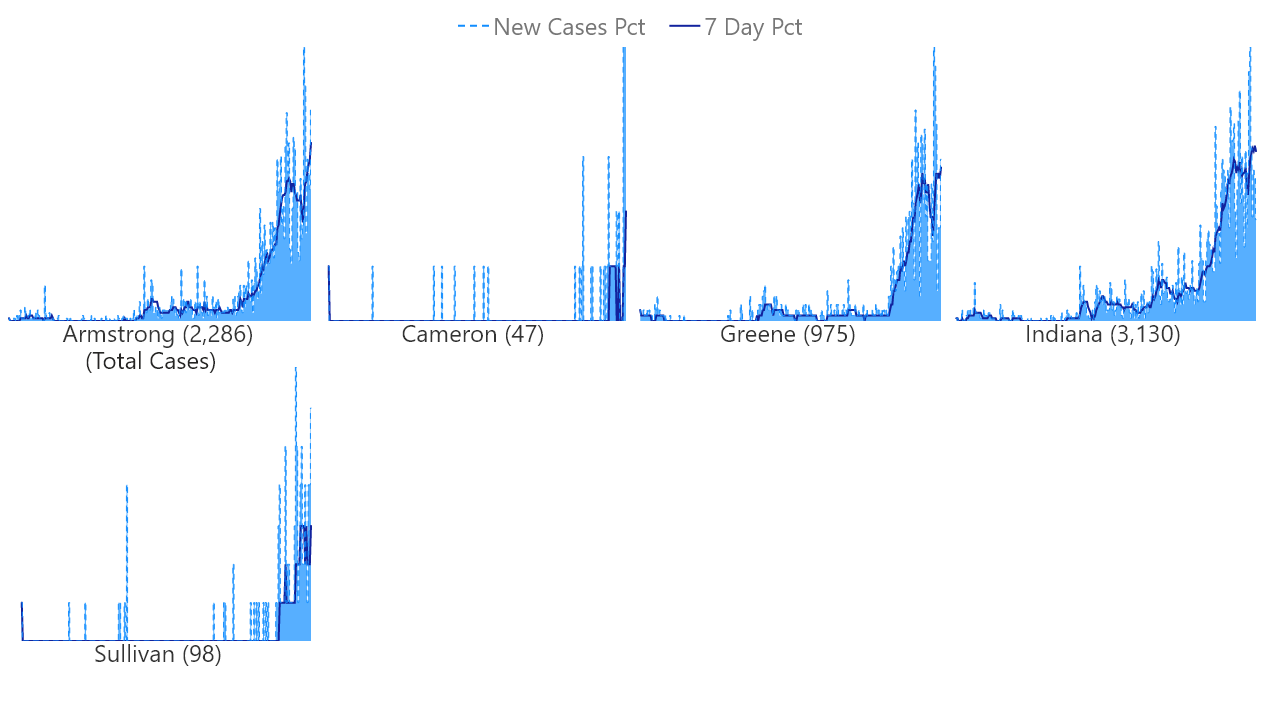 New Cases Pct 7 Day Pct
Armstrong (2,286)
(Total Cases)
Cameron (47)
Greene (975)
Indiana (3,130)
Sullivan (98)